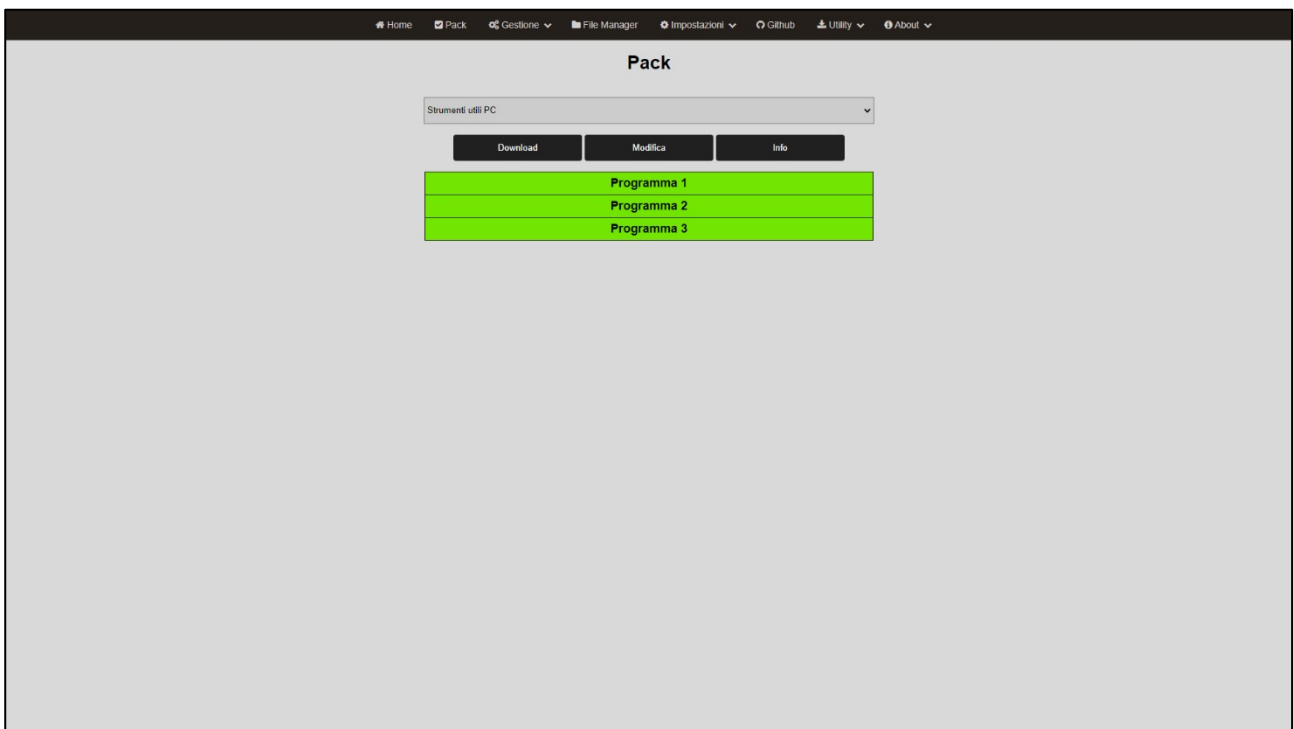 Home Pack Gestione File Manager Impostazioni Github Utility About
Pack
Strumenti utili PC
Download Modifica Info
Programma 1
Programma 2
Programma 3